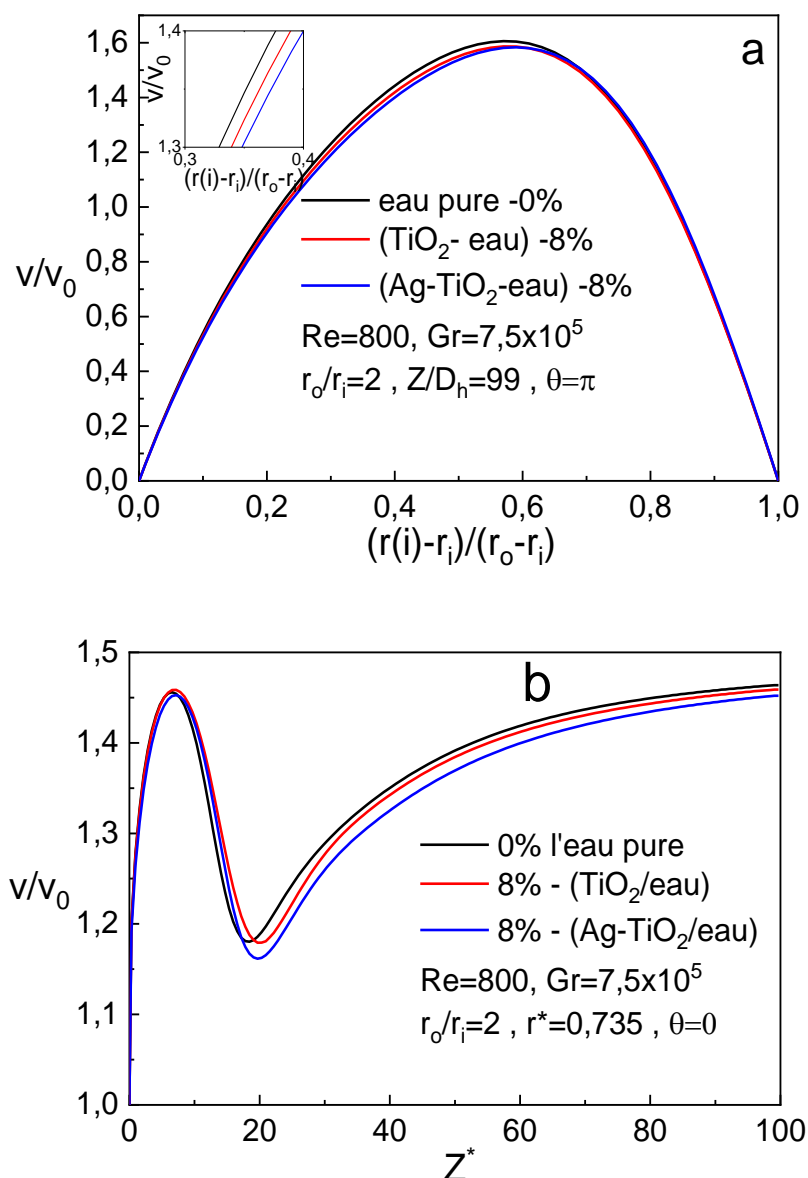 a
1,6
1,4
1,2
1,0
0,8
0,6
0,4
0,2
0,0
v/v0
0,0 0,2 0,4 0,6 0,8 1,0
(r(i)-ri)/(ro-ri)
1,4
1,3
v/v0
0,3 0,4
(r(i)-ri)/(ro-ri)
eau pure -0%
(TiO2- eau) -8%
(Ag-TiO2-eau) -8%
Re=800, Gr=7,5x10^5
ro/ri=2 , Z/Dh=99 , θ=π
b
1,5
1,4
1,3
1,2
1,1
1,0
v/v0
0% l'eau pure
8% - (TiO2/eau)
8% - (Ag-TiO2/eau)
Re=800, Gr=7,5x10^5
ro/ri=2 , r*=0,735 , θ=0
0 20 40 60 80 100
Z*